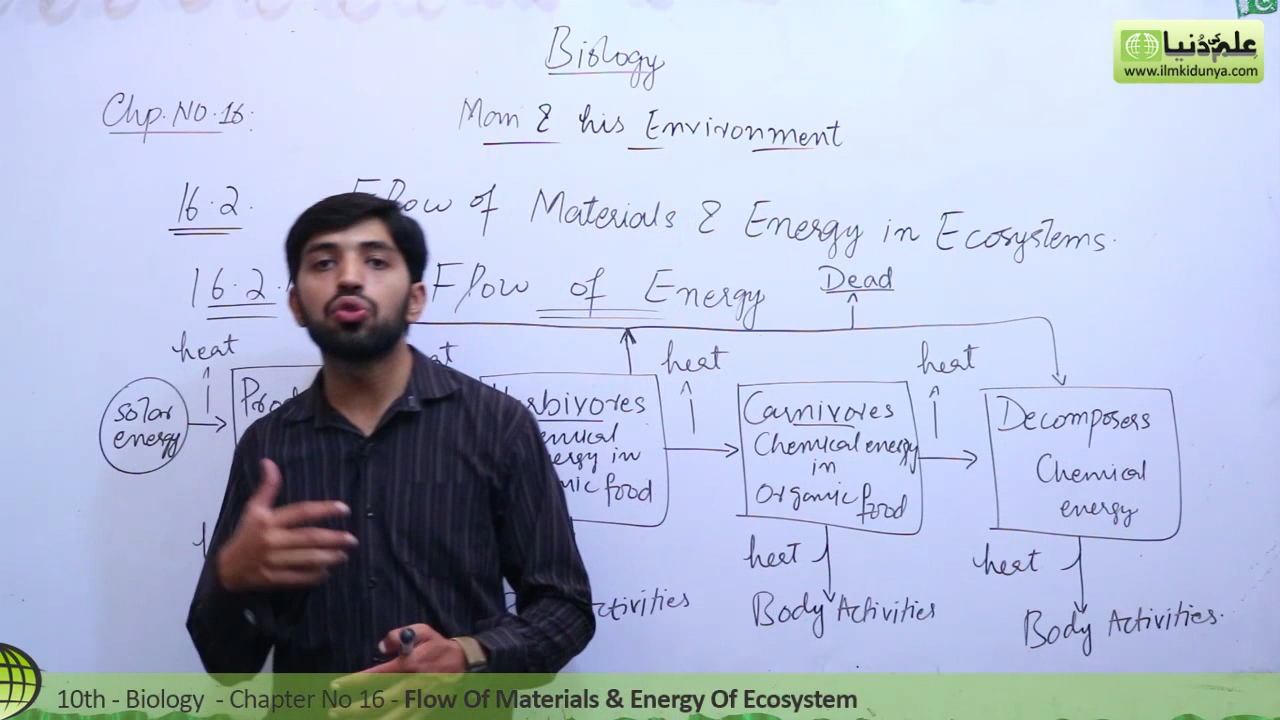 علم کی دُنیا
www.ilmkidunya.com
Biology
Chp. No. 16:
Man & his Environment
16.2.
Flow of Materials & Energy in Ecosystems.
16.2.
Flow of Energy
Dead
heat
heat
heat
solar
energy
Herbivores
food
Carnivores
Chemical energy
in
Organic food
Decomposers
Chemical
energy
heat
heat
Activities
Body Activities
Body Activities.
10th - Biology - Chapter No 16 - Flow Of Materials & Energy Of Ecosystem